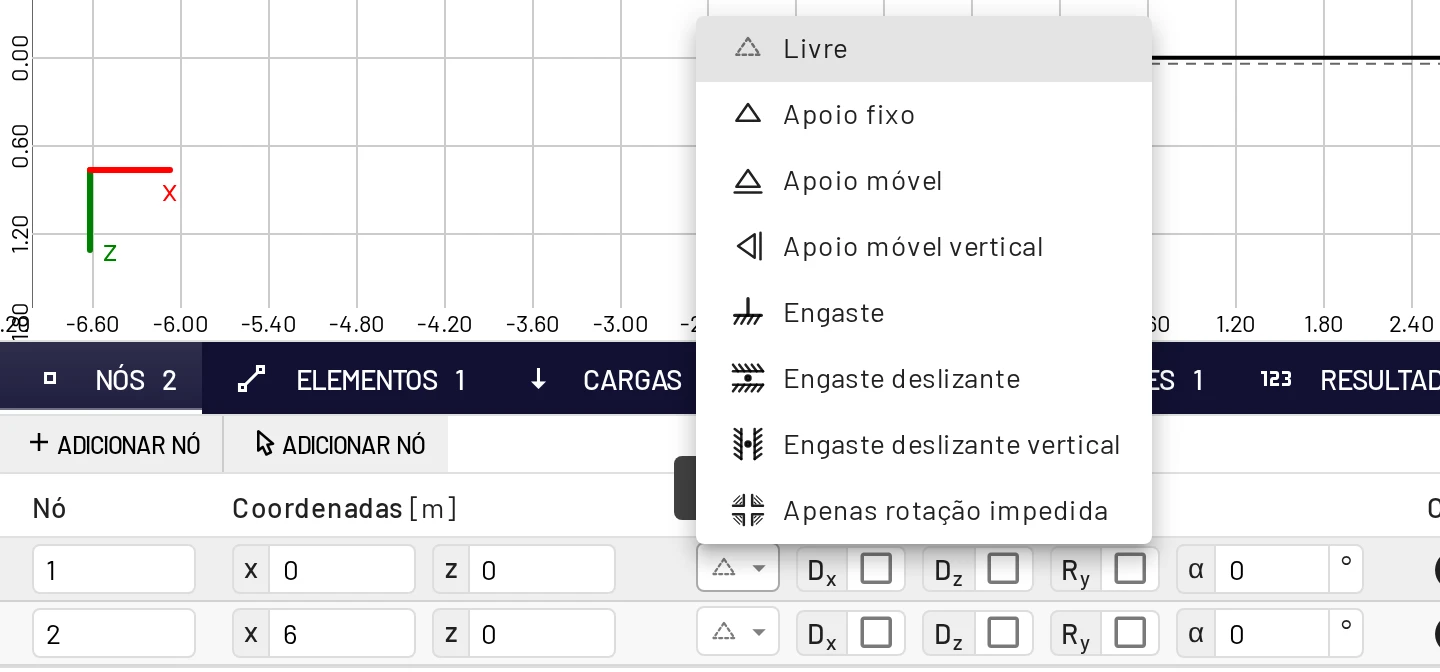 0.00
0.60
1.20
x
z
-6.60 -6.00 -5.40 -4.80 -4.20 -3.60 -3.00 1.20 1.80 2.40
Livre
Apoio fixo
Apoio móvel
Apoio móvel vertical
Engaste
Engaste deslizante
Engaste deslizante vertical
Apenas rotação impedida
NÓS 2 ELEMENTOS 1 CARGAS ES 1 123 RESULTAD
+ ADICIONAR NÓ ADICIONAR NÓ
Nó Coordenadas [m]
1 x 0 z 0 Dx Dz Ry α 0 °
2 x 6 z 0 Dx Dz Ry α 0 °